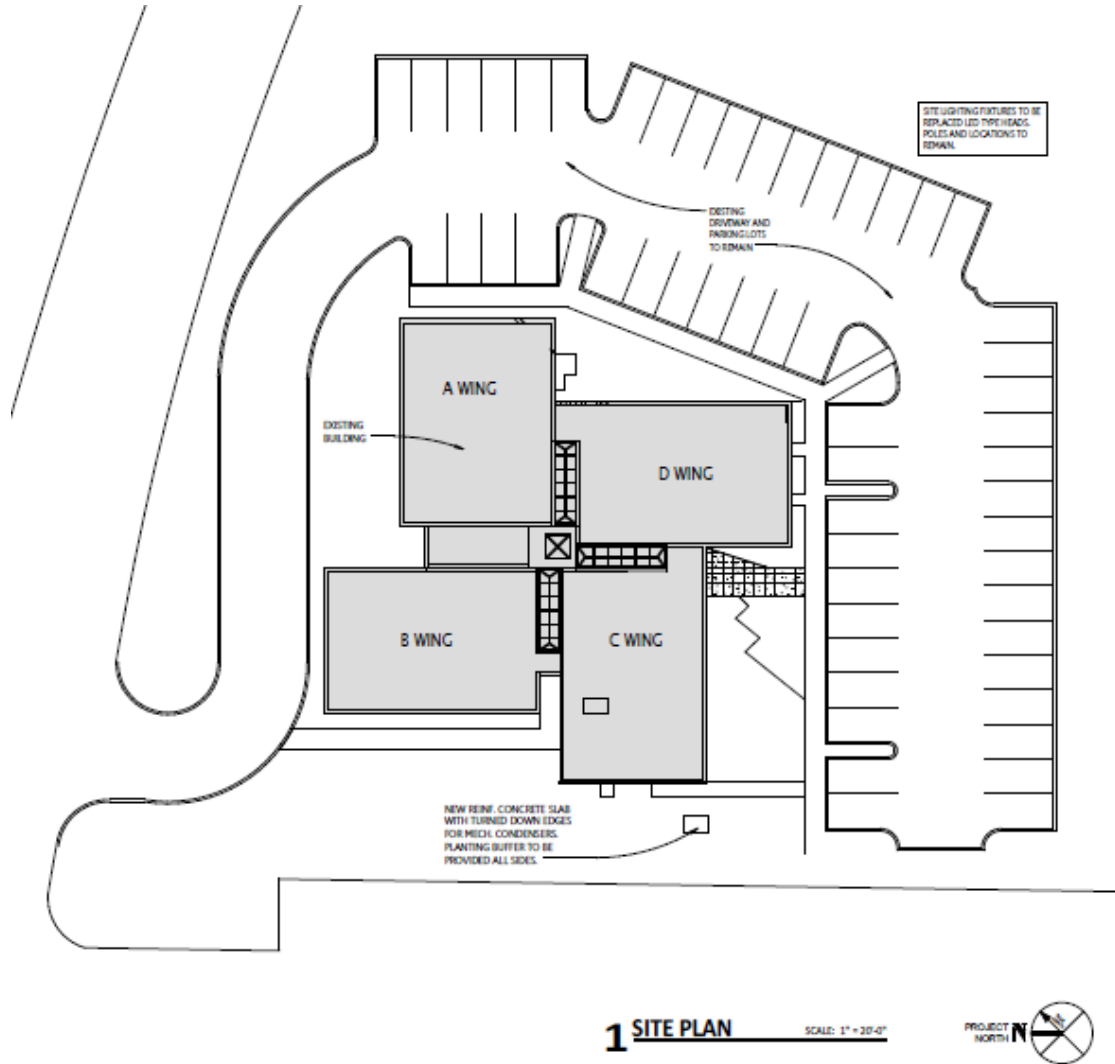 SITE LIGHTING FIXTURES TO BE
REPLACED LED TYPE HEADS.
POLES AND LOCATIONS TO
REMAIN.
EXISTING
DRIVEWAY AND
PARKING LOTS
TO REMAIN
A WING
EXISTING
BUILDING
D WING
B WING
C WING
NEW REINF. CONCRETE SLAB
WITH TURNED DOWN EDGES
FOR MECH. CONDENSERS.
PLANTING BUFFER TO BE
PROVIDED ALL SIDES.
1 SITE PLAN
SCALE: 1" = 20'-0"
PROJECT
NORTH
N